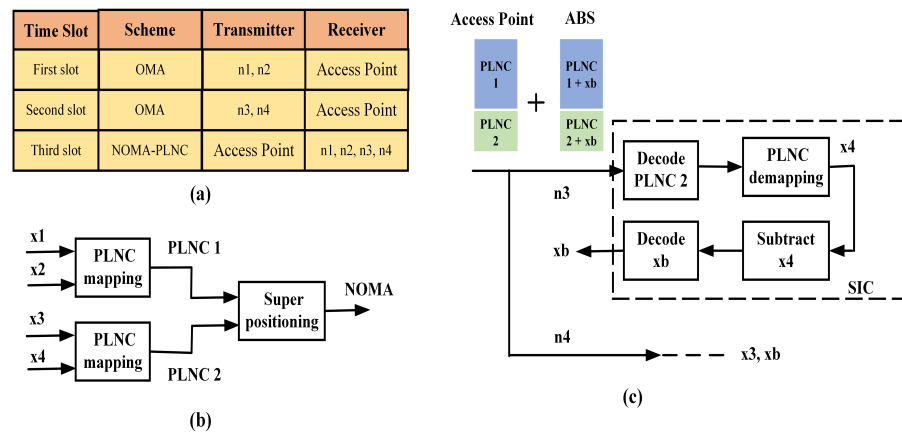 Time Slot Scheme Transmitter Receiver
First slot OMA n1, n2 Access Point
Second slot OMA n3, n4 Access Point
Third slot NOMA-PLNC Access Point n1, n2, n3, n4
(a)
x1
x2
PLNC
mapping
PLNC 1
x3
x4
PLNC
mapping
PLNC 2
Super
positioning
NOMA
(b)
Access Point
ABS
PLNC
1
PLNC
2
+
PLNC
1 + xb
PLNC
2 + xb
n3
Decode
PLNC 2
PLNC
demapping
x4
xb
Decode
xb
Subtract
x4
SIC
n4
x3, xb
(c)